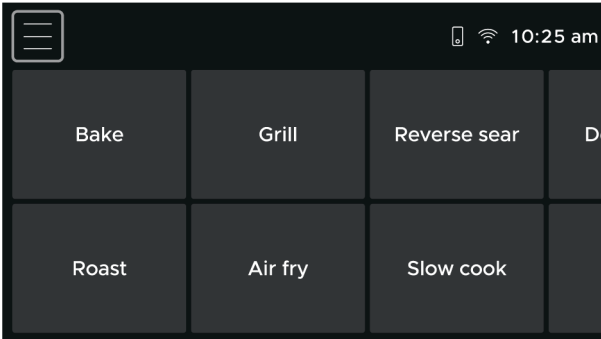 10:25 am
Bake
Grill
Reverse sear
Roast
Air fry
Slow cook